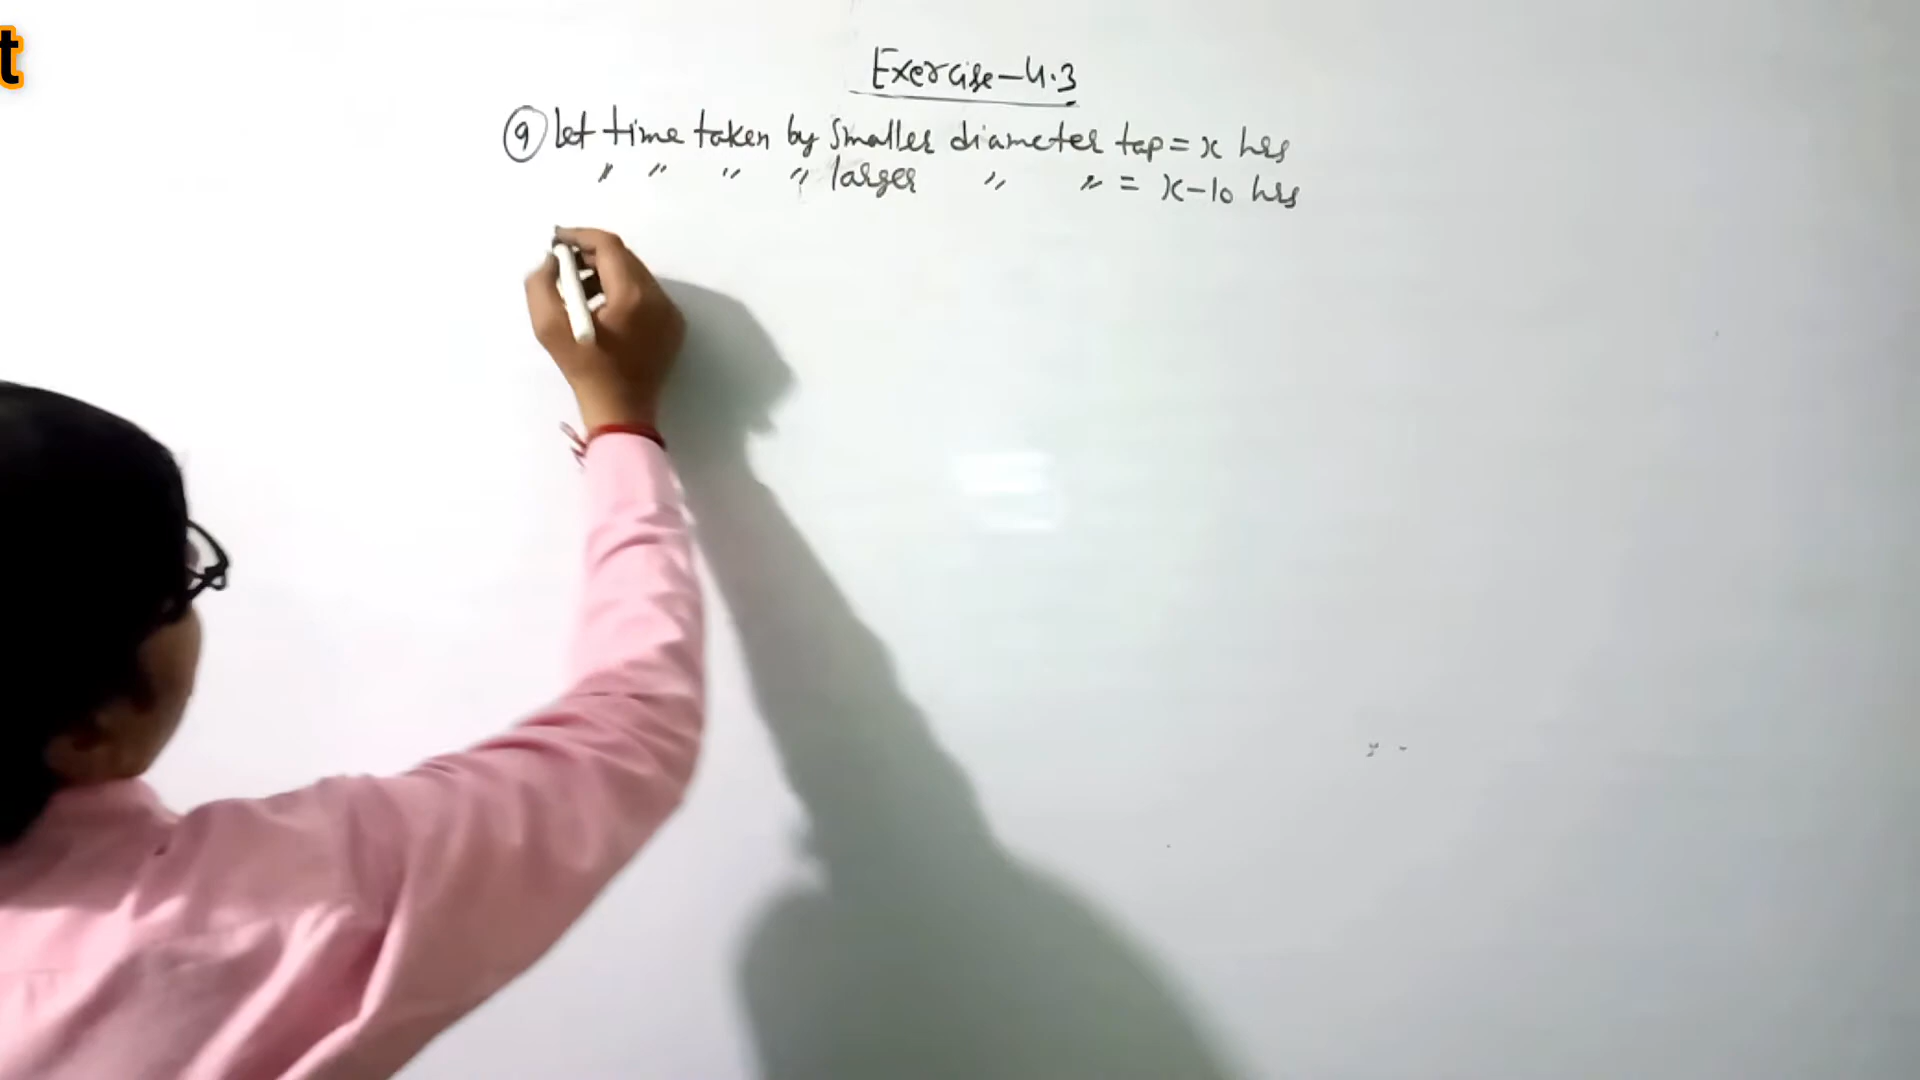 t
Exercise-4.3
9 Let time taken by smaller diameter tap = x hrs
" " " " larger " " = x-10 hrs